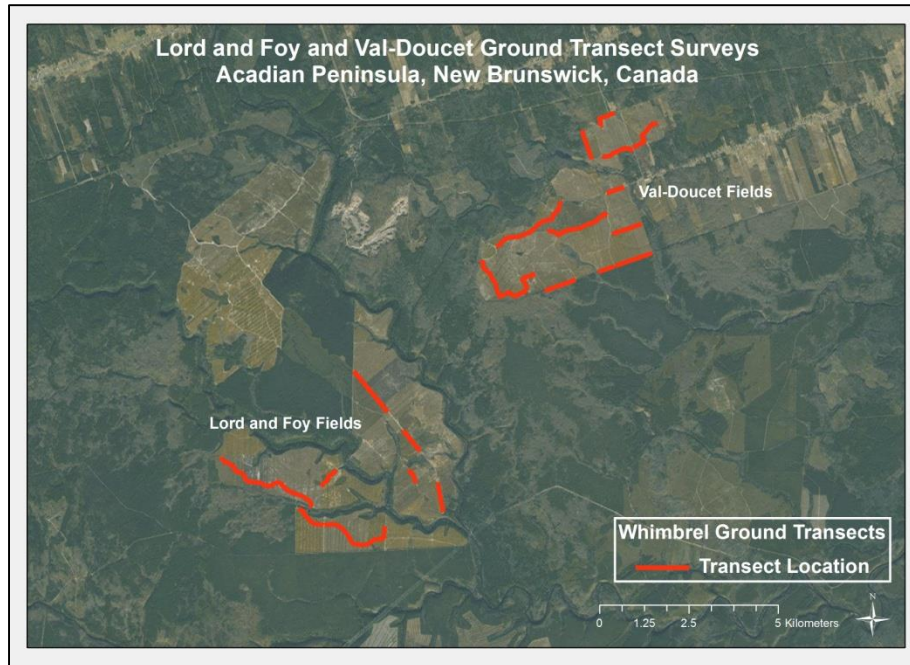 Lord and Foy and Val-Doucet Ground Transect Surveys
Acadian Peninsula, New Brunswick, Canada
Val-Doucet Fields
Lord and Foy Fields
Whimbrel Ground Transects
Transect Location
N
0 1.25 2.5 5 Kilometers